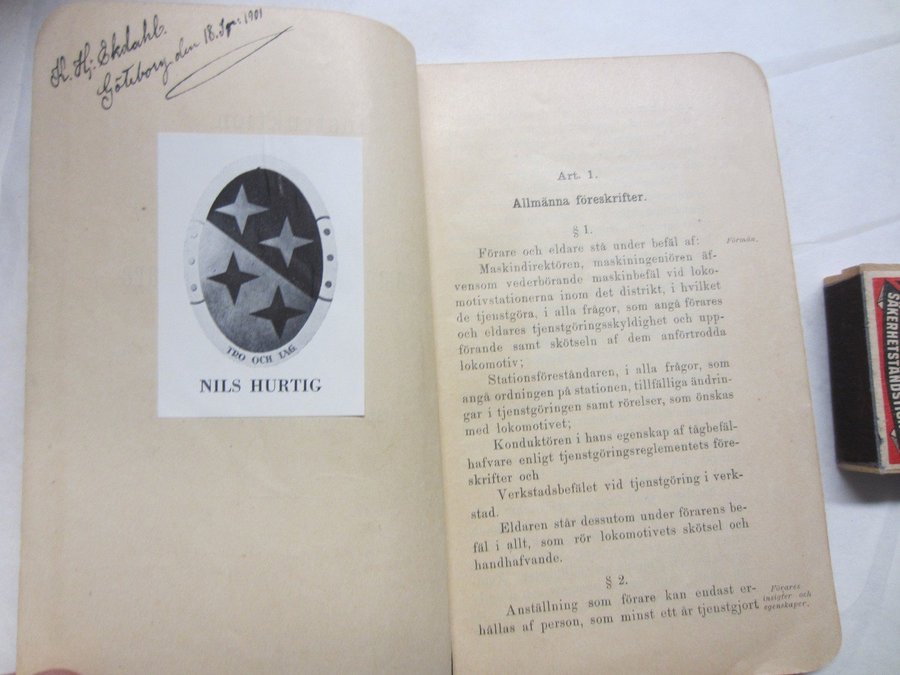 K. Hj: Ekdahl.
Göteborg den 18. 1901
TRO OCH TAG
NILS HURTIG
Art. 1.
Allmänna föreskrifter.
§ 1.
Förare och eldare stå under befäl af:
Förmän.
Maskindirektören, maskiningeniören äf-
vensom vederbörande maskinbefäl vid loko-
motivstationerna inom det distrikt, i hvilket
de tjenstgöra, i alla frågor, som angå förares
och eldares tjenstgöringsskyldighet och upp-
förande samt skötseln af dem anförtrodda
lokomotiv;
Stationsföreståndaren, i alla frågor, som
angå ordningen på stationen, tillfälliga ändrin-
gar i tjenstgöringen samt rörelser, som önskas
med lokomotivet;
Konduktören i hans egenskap af tågbefäl-
hafvare enligt tjenstgöringsreglementets före-
skrifter och
Verkstadsbefälet vid tjenstgöring i verk-
stad.
Eldaren står dessutom under förarens be-
fäl i allt, som rör lokomotivets skötsel och
handhafvande.
§ 2.
Anställning som förare kan endast er-
hållas af person, som minst ett år tjenstgjort
Förares
insigter och
egenskaper.
SÄKERHETSTÄNDSTICK